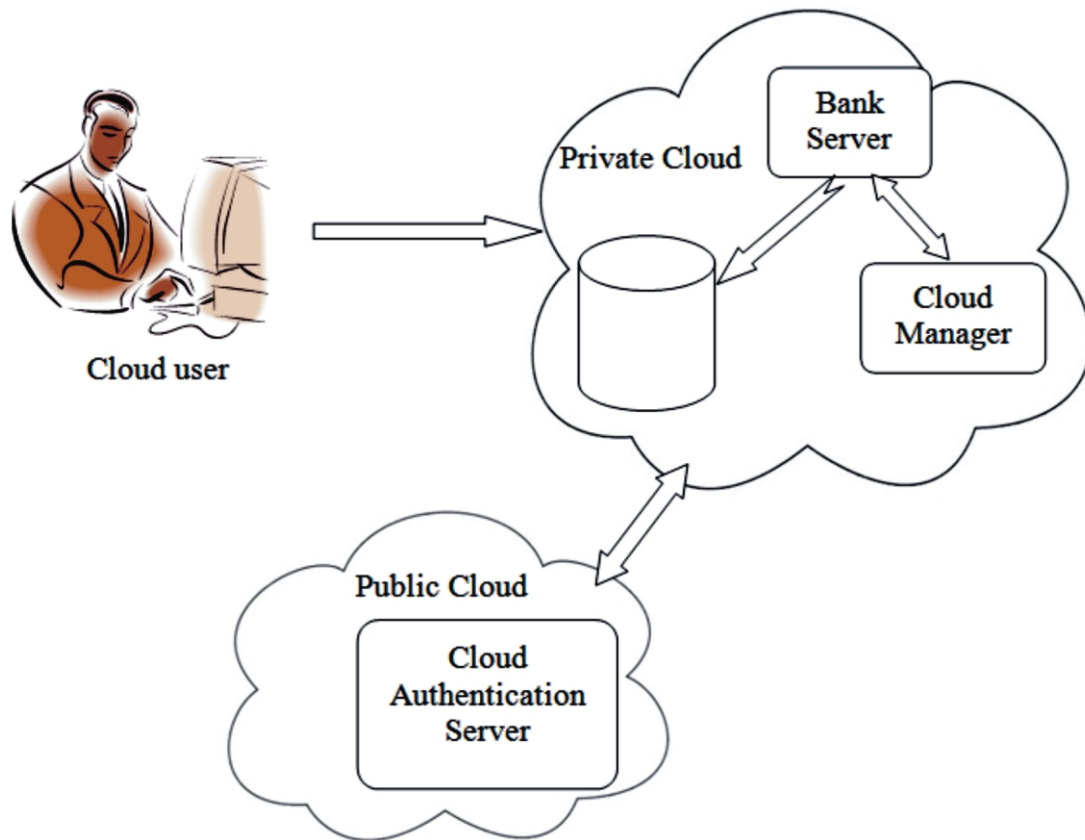 Bank
Server
Private Cloud
Cloud
Manager
Cloud user
Public Cloud
Cloud
Authentication
Server